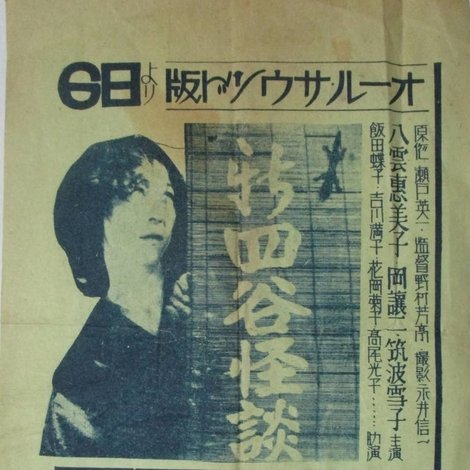 オールサウンド版
6日より
原作 瀬戸英一・監督 野村芳亭・撮影 永井信一
八雲恵美子・岡譲二・筑波雪子 主演
飯田蝶子・吉川満子・花岡菊子・高尾光子……助演
新四谷怪談